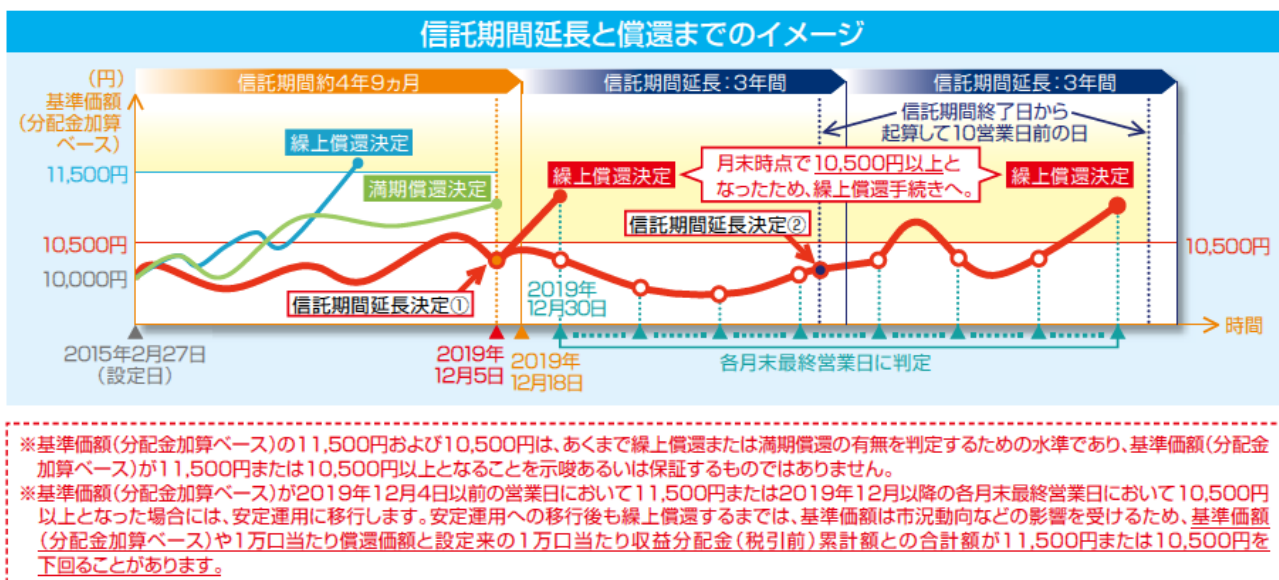 信託期間延長と償還までのイメージ
信託期間約4年9ヵ月
信託期間延長:3年間
信託期間延長:3年間
(円)
基準価額
(分配金加算
ベース)
11,500円
10,500円
10,000円
繰上償還決定
満期償還決定
信託期間延長決定①
繰上償還決定
月末時点で10,500円以上と
なったため、繰上償還手続きへ。
繰上償還決定
信託期間終了日から
起算して10営業日前の日
信託期間延長決定②
10,500円
2019年
12月30日
時間
2015年2月27日
(設定日)
2019年
12月5日
2019年
12月18日
各月末最終営業日に判定
※基準価額(分配金加算ベース)の11,500円および10,500円は、あくまで繰上償還または満期償還の有無を判定するための水準であり、基準価額(分配金
加算ベース)が11,500円または10,500円以上となることを示唆あるいは保証するものではありません。
※基準価額(分配金加算ベース)が2019年12月4日以前の営業日において11,500円または2019年12月以降の各月末最終営業日において10,500円
以上となった場合には、安定運用に移行します。安定運用への移行後も繰上償還するまでは、基準価額は市況動向などの影響を受けるため、基準価額
(分配金加算ベース)や1万口当たり償還価額と設定来の1万口当たり収益分配金(税引前)累計額との合計額が11,500円または10,500円を
下回ることがあります。